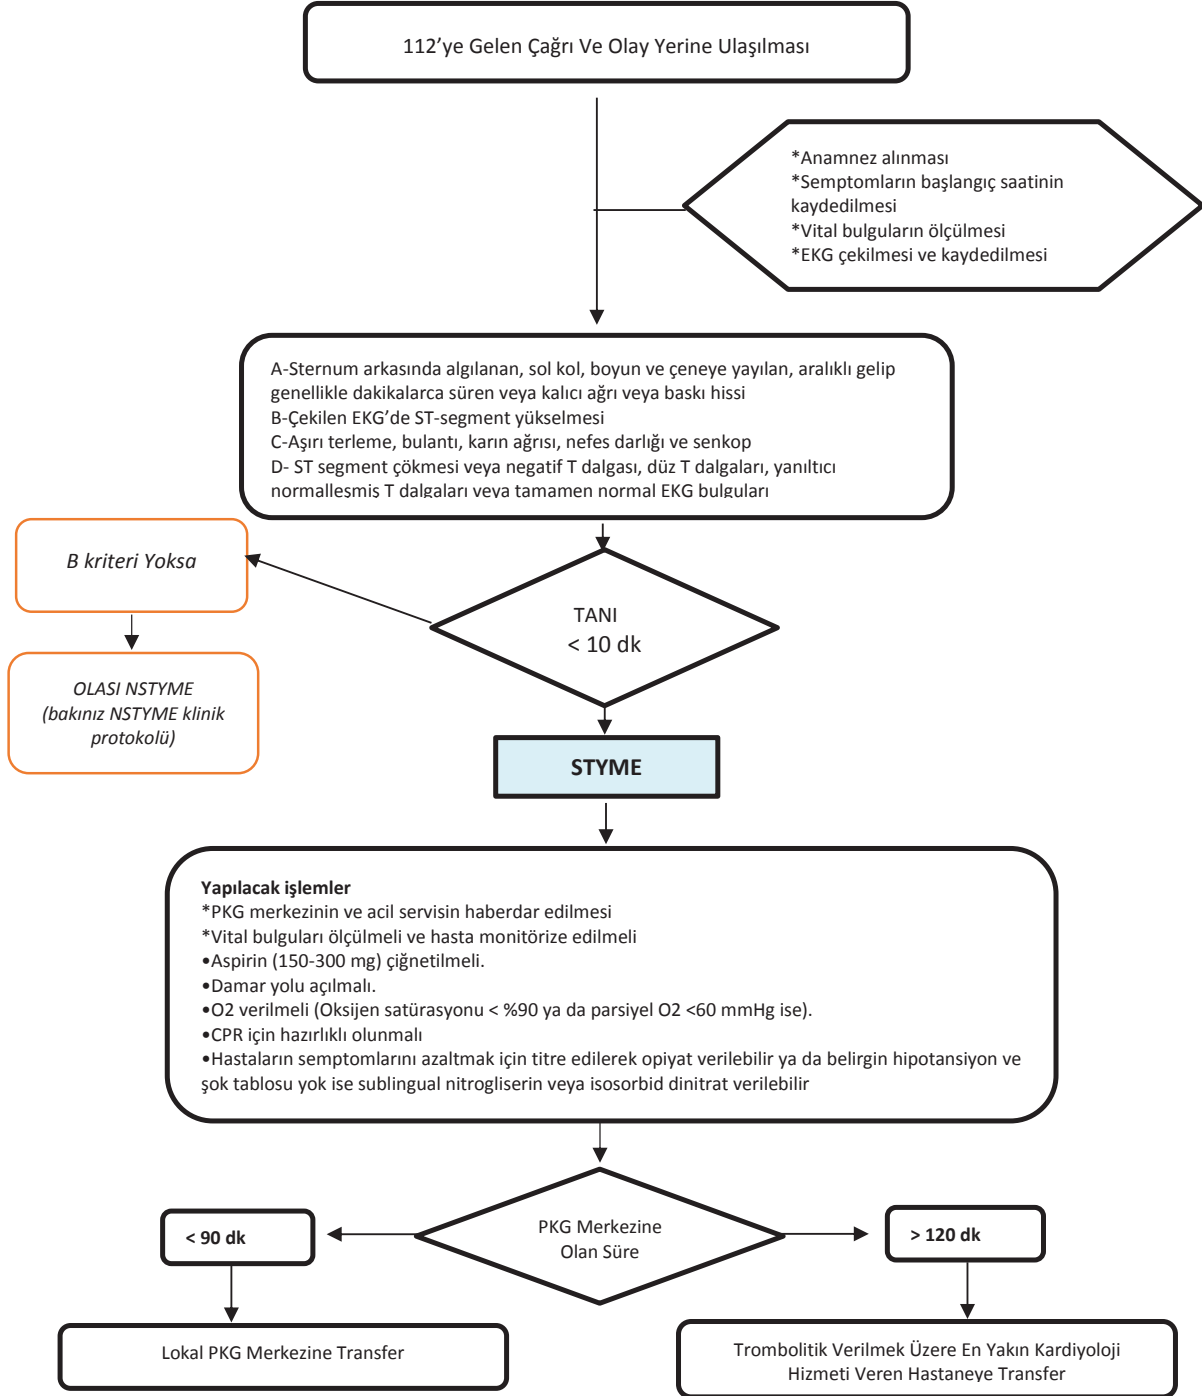 112’ye Gelen Çağrı Ve Olay Yerine Ulaşılması
*Anamnez alınması
*Semptomların başlangıç saatinin
kaydedilmesi
*Vital bulguların ölçülmesi
*EKG çekilmesi ve kaydedilmesi
A-Sternum arkasında algılanan, sol kol, boyun ve çeneye yayılan, aralıklı gelip
genellikle dakikalarca süren veya kalıcı ağrı veya baskı hissi
B-Çekilen EKG’de ST-segment yükselmesi
C-Aşırı terleme, bulantı, karın ağrısı, nefes darlığı ve senkop
D- ST segment çökmesi veya negatif T dalgası, düz T dalgaları, yanıltıcı
normalleşmiş T dalgaları veya tamamen normal EKG bulguları
B kriteri Yoksa
TANI
< 10 dk
OLASI NSTYME
(bakınız NSTYME klinik
protokolü)
STYME
Yapılacak işlemler
*PKG merkezinin ve acil servisin haberdar edilmesi
*Vital bulguları ölçülmeli ve hasta monitörize edilmeli
•Aspirin (150-300 mg) çiğnetilmeli.
•Damar yolu açılmalı.
•O2 verilmeli (Oksijen satürasyonu < %90 ya da parsiyel O2 <60 mmHg ise).
•CPR için hazırlıklı olunmalı
•Hastaların semptomlarını azaltmak için titre edilerek opiyat verilebilir ya da belirgin hipotansiyon ve
şok tablosu yok ise sublingual nitrogliserin veya isosorbid dinitrat verilebilir
PKG Merkezine
Olan Süre
< 90 dk
> 120 dk
Lokal PKG Merkezine Transfer
Trombolitik Verilmek Üzere En Yakın Kardiyoloji
Hizmeti Veren Hastaneye Transfer